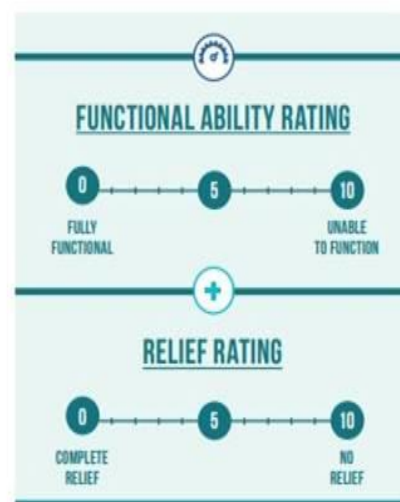 FUNCTIONAL ABILITY RATING
0 5 10
FULLY FUNCTIONAL
UNABLE TO FUNCTION
RELIEF RATING
0 5 10
COMPLETE RELIEF
NO RELIEF